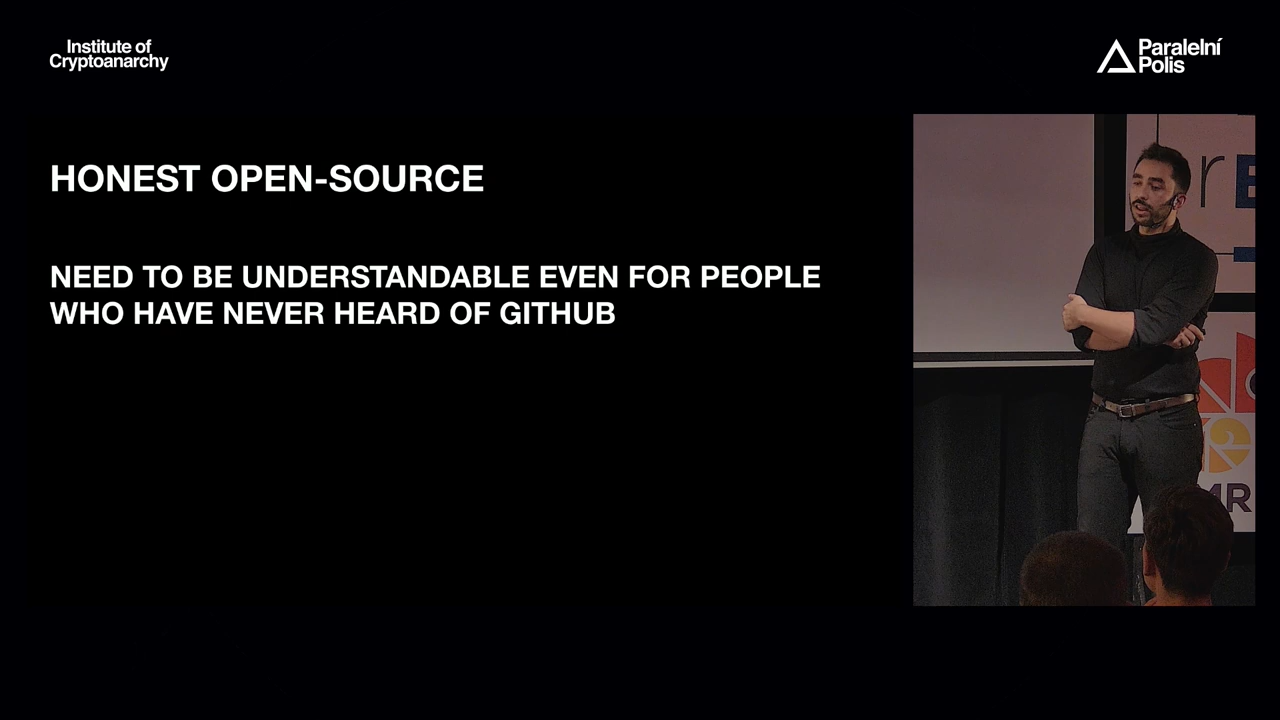 Institute of
Cryptoanarchy
Paralelní
Polis
HONEST OPEN-SOURCE
NEED TO BE UNDERSTANDABLE EVEN FOR PEOPLE
WHO HAVE NEVER HEARD OF GITHUB